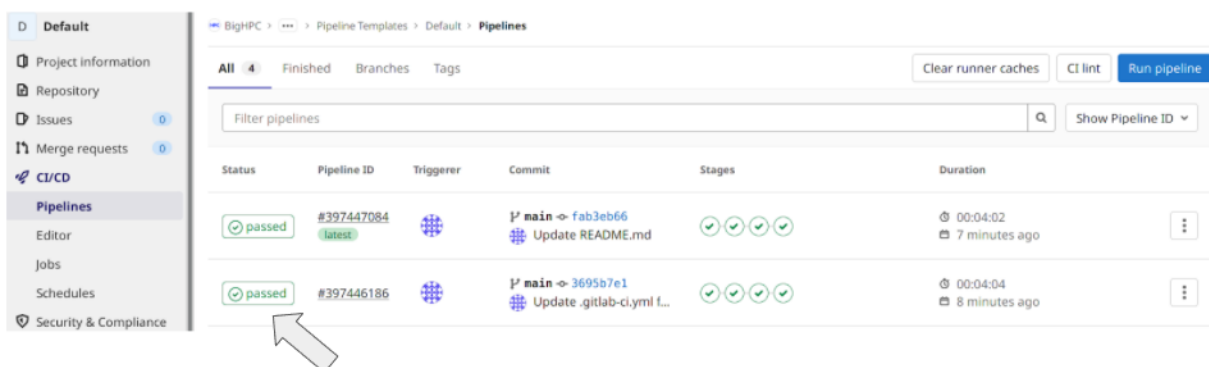 D Default
Project information
Repository
Issues 0
Merge requests 0
CI/CD
Pipelines
Editor
Jobs
Schedules
Security & Compliance
BigHPC > ··· > Pipeline Templates > Default > Pipelines
All 4 Finished Branches Tags
Clear runner caches CI lint Run pipeline
Filter pipelines
Show Pipeline ID
Status Pipeline ID Triggerer Commit Stages Duration
passed #397447084 main fab3eb66 00:04:02
latest Update README.md 7 minutes ago
passed #397446186 main 3695b7e1 00:04:04
Update .gitlab-ci.yml f... 8 minutes ago